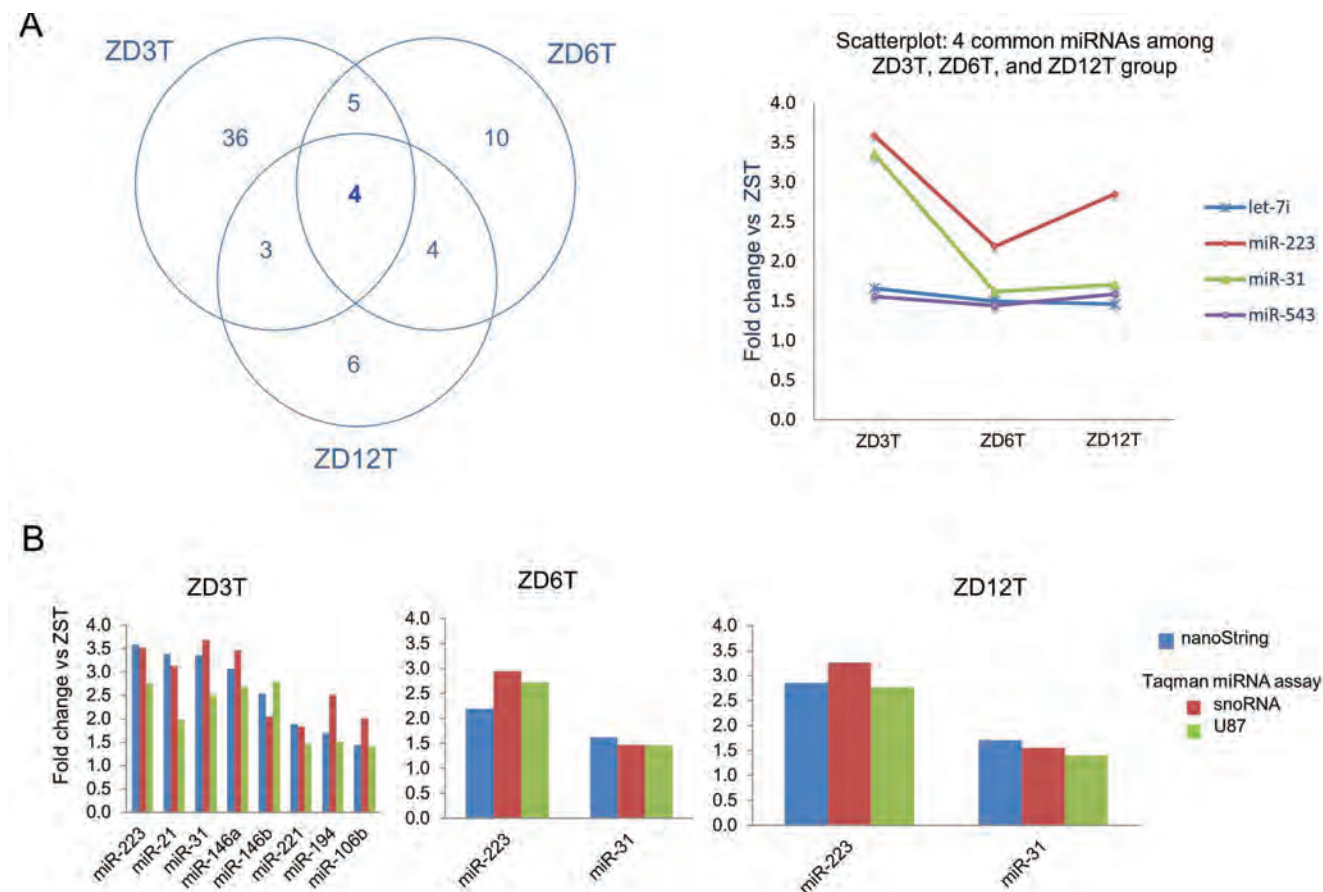 A
ZD3T
ZD6T
5
36
10
4
3
4
6
ZD12T
Scatterplot: 4 common miRNAs among
ZD3T, ZD6T, and ZD12T group
Fold change vs ZST
4.0
3.5
3.0
2.5
2.0
1.5
1.0
0.5
0.0
ZD3T
ZD6T
ZD12T
let-7i
miR-223
miR-31
miR-543
B
ZD3T
Fold change vs ZST
4.0
3.5
3.0
2.5
2.0
1.5
1.0
0.5
0.0
miR-223
miR-21
miR-31
miR-146a
miR-146b
miR-221
miR-194
miR-106b
ZD6T
4.0
3.5
3.0
2.5
2.0
1.5
1.0
0.5
0.0
miR-223
miR-31
ZD12T
4.0
3.5
3.0
2.5
2.0
1.5
1.0
0.5
0.0
miR-223
miR-31
nanoString
Taqman miRNA assay
snoRNA
U87